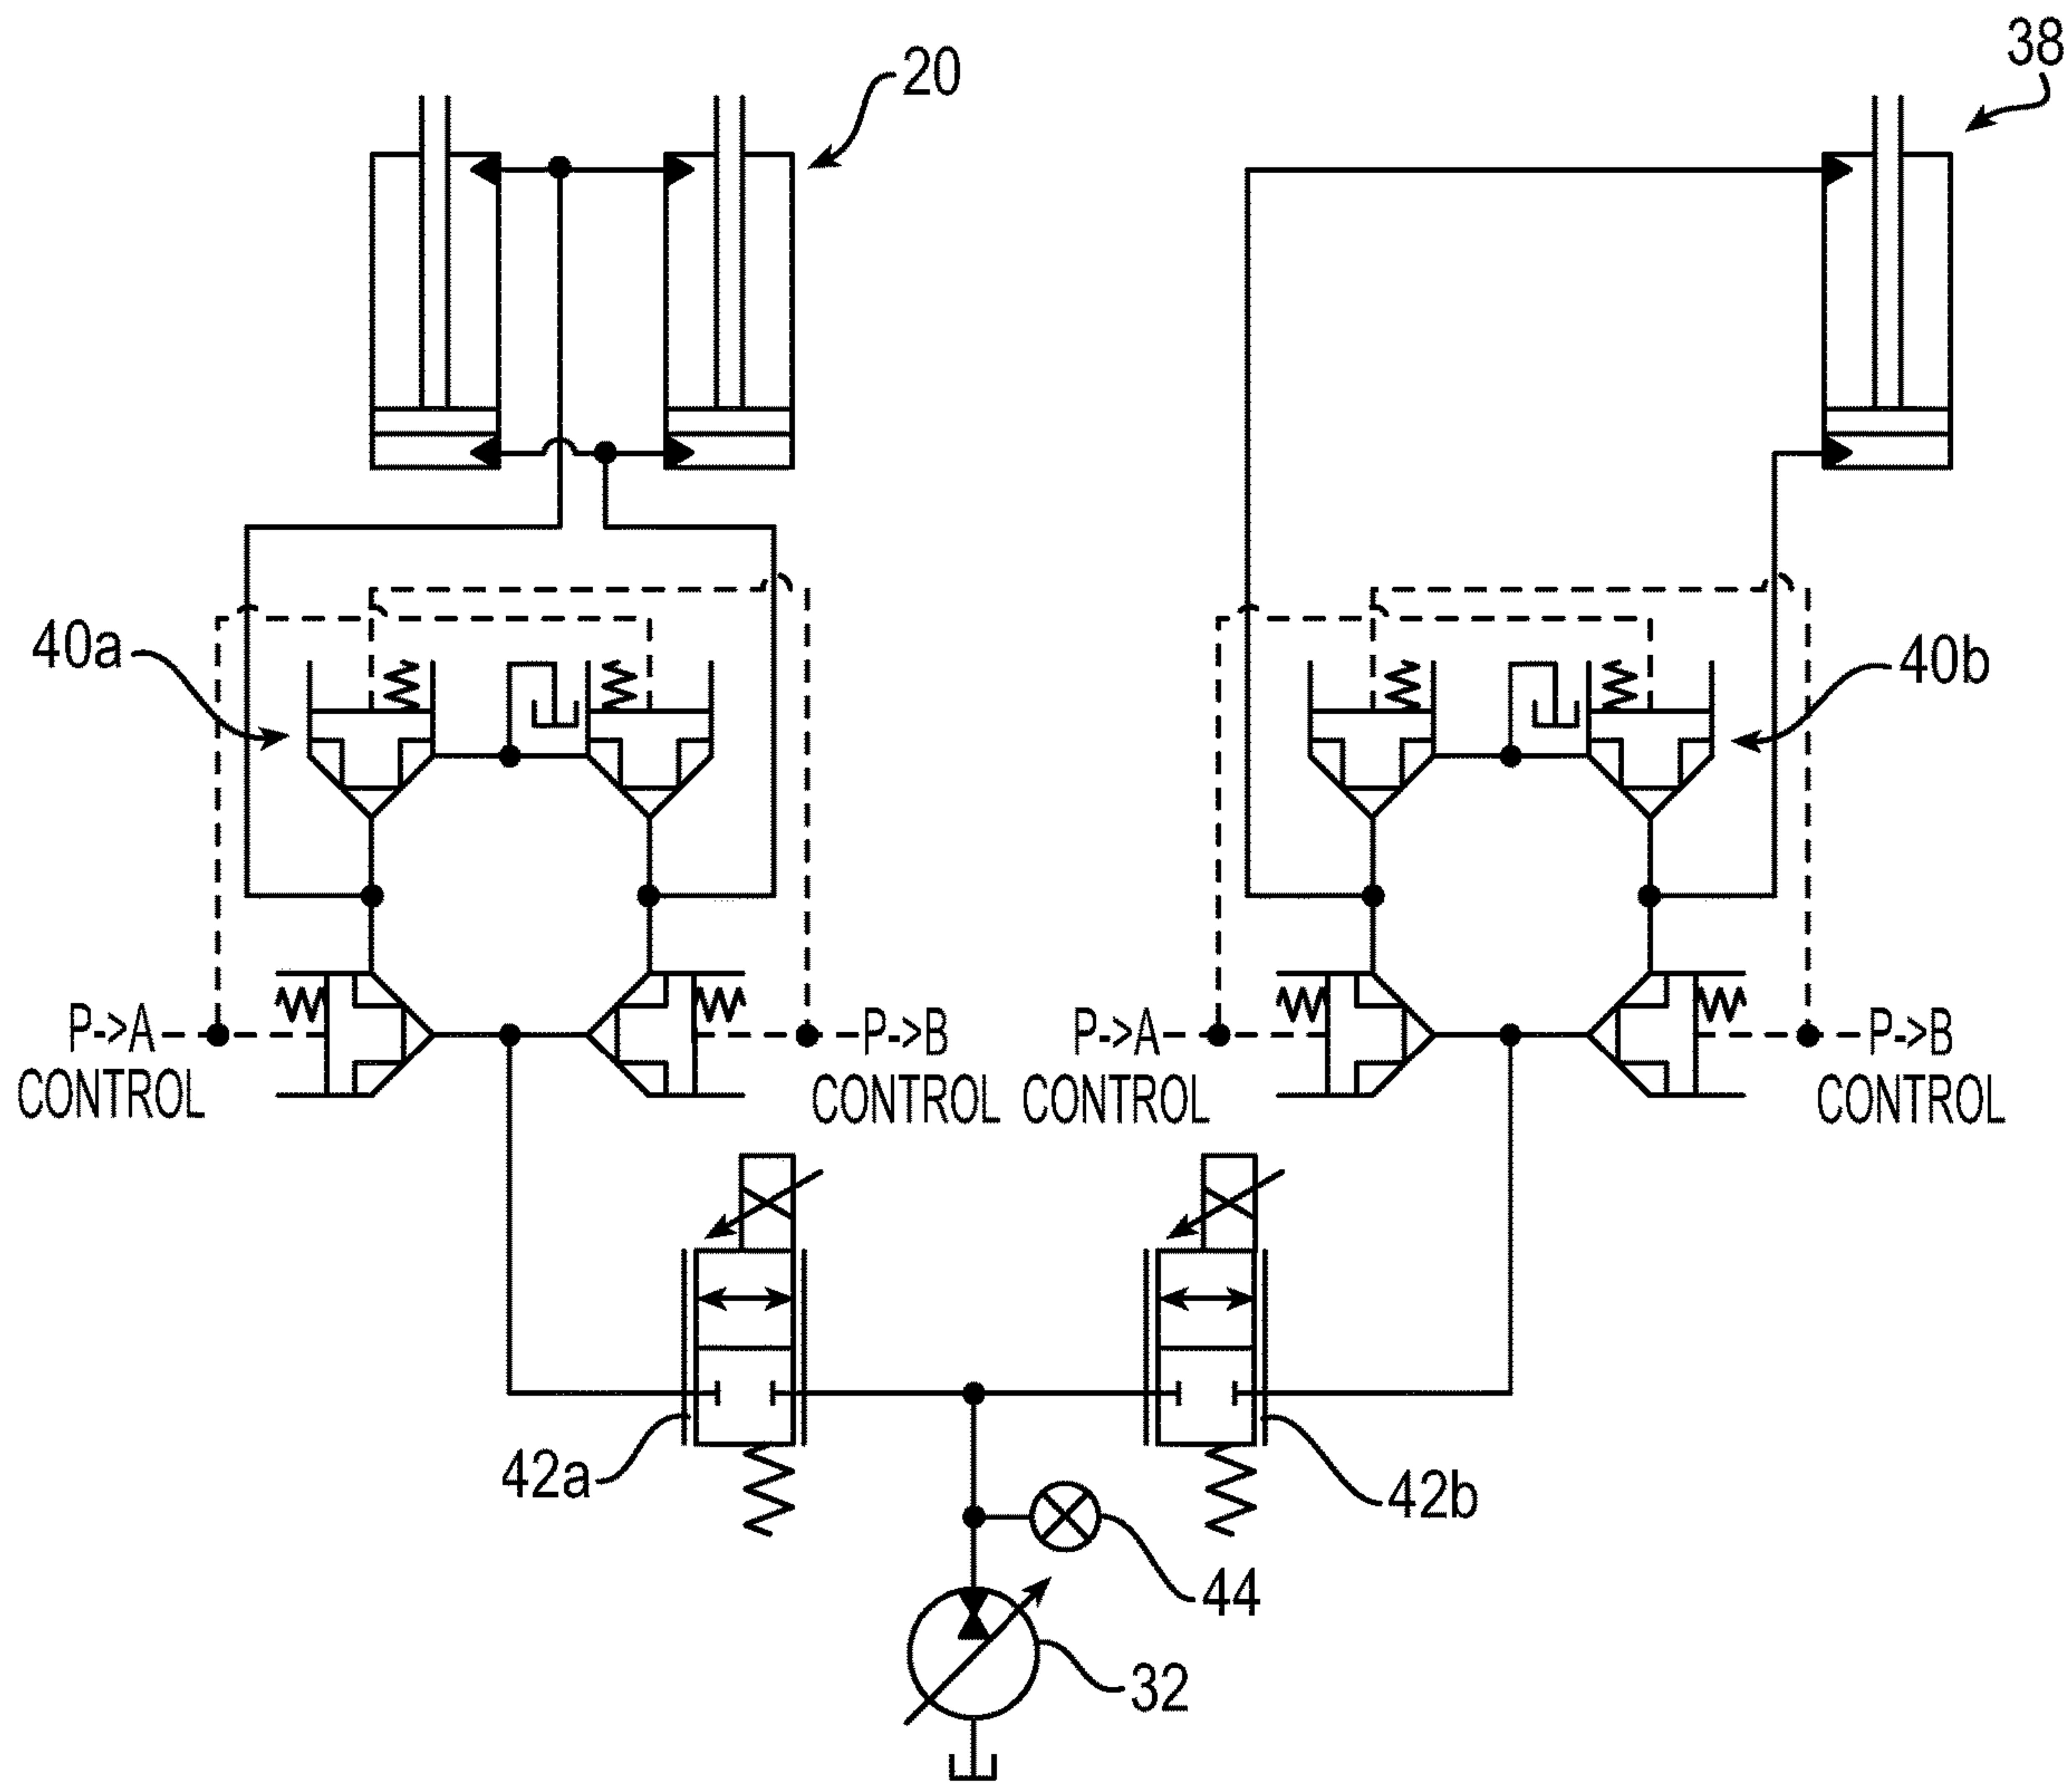 20
38
40a
40b
P->A
CONTROL
P->B
CONTROL
P->A
CONTROL
P->B
CONTROL
42a
42b
44
32